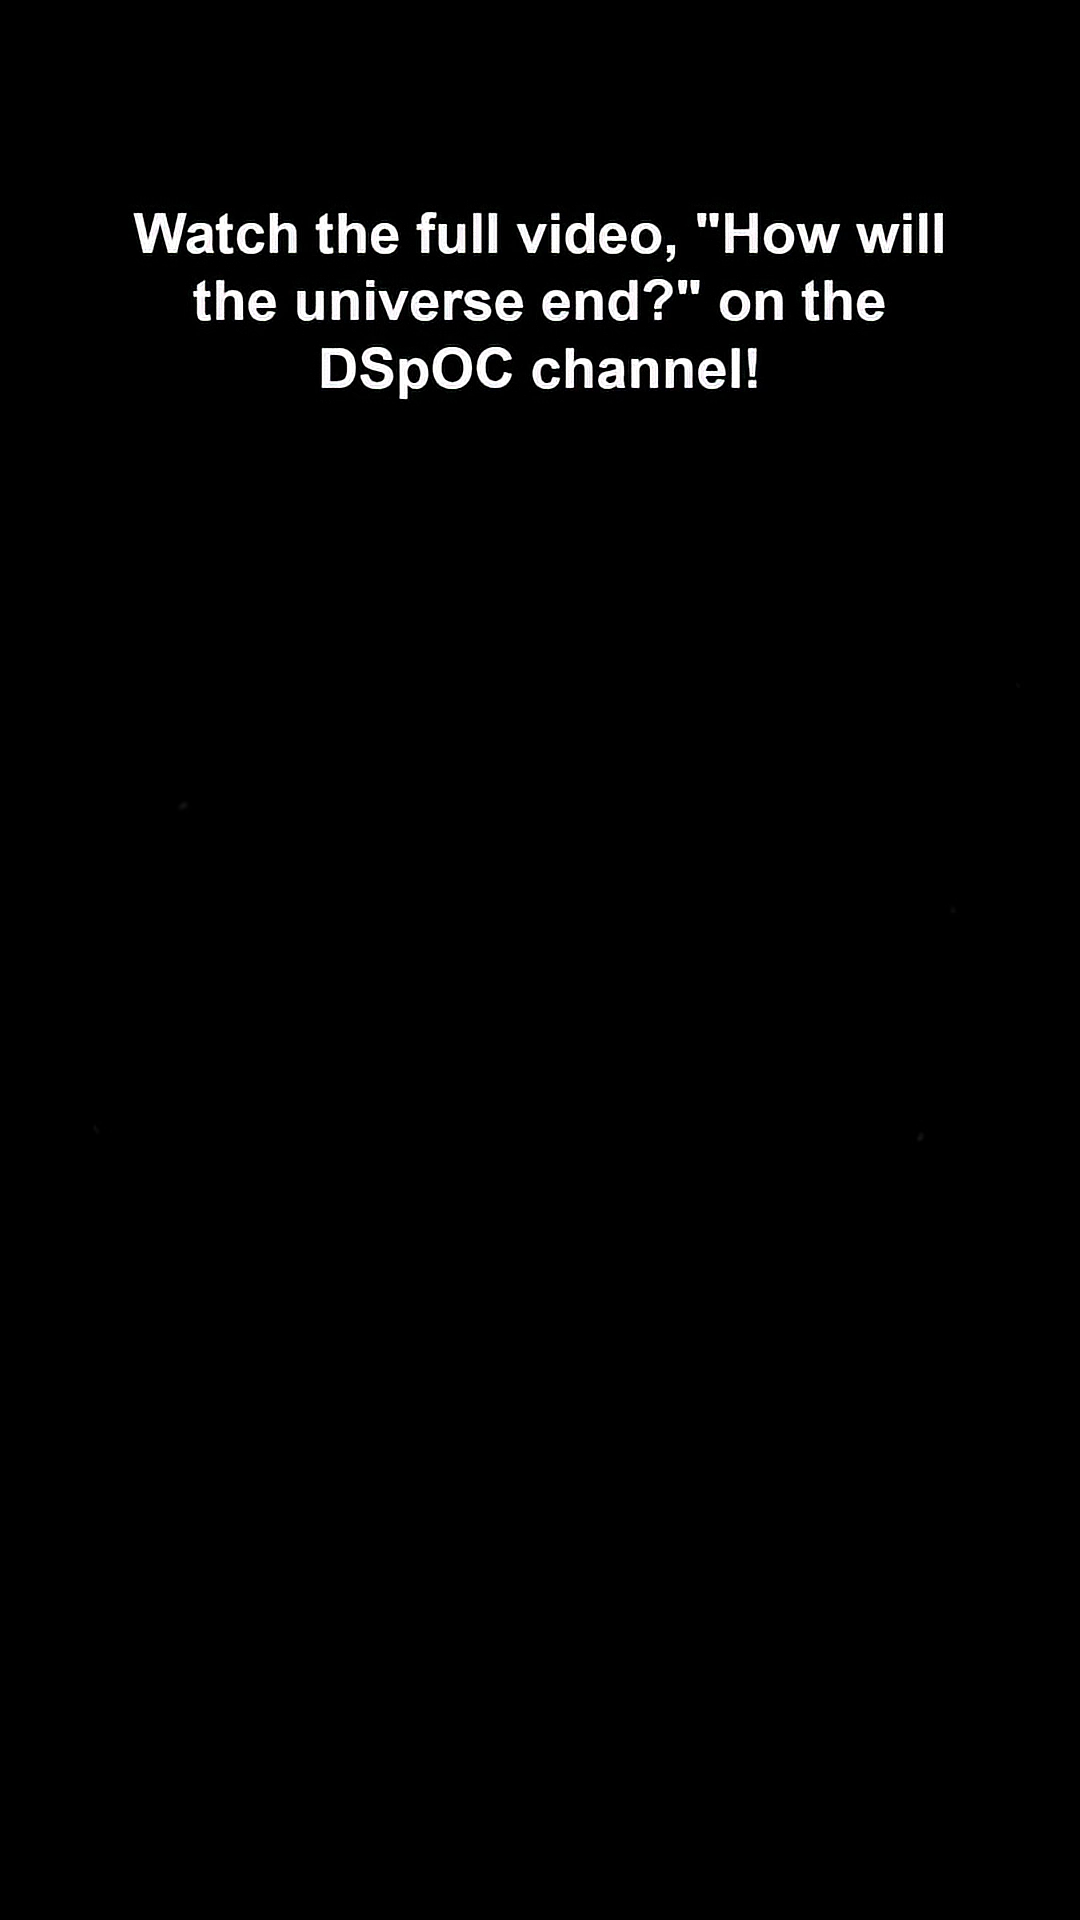 Watch the full video, "How will
the universe end?" on the
DSpOC channel!